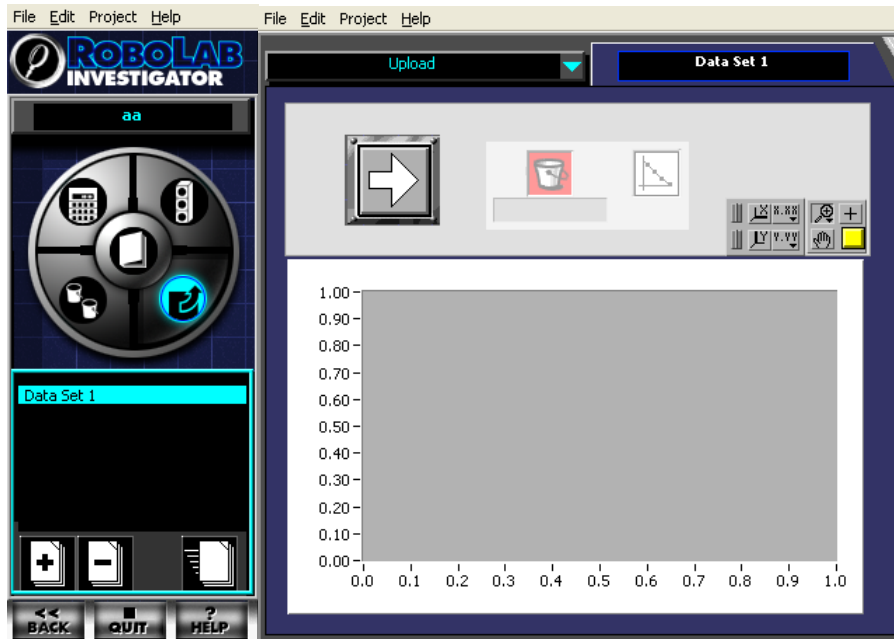 File Edit Project Help
ROBOLAB
INVESTIGATOR
aa
Data Set 1
+
-
<<
BACK
QUIT
?
HELP
File Edit Project Help
Upload
Data Set 1
X X.XX
Y Y.YY
1.00
0.90
0.80
0.70
0.60
0.50
0.40
0.30
0.20
0.10
0.00
0.0 0.1 0.2 0.3 0.4 0.5 0.6 0.7 0.8 0.9 1.0